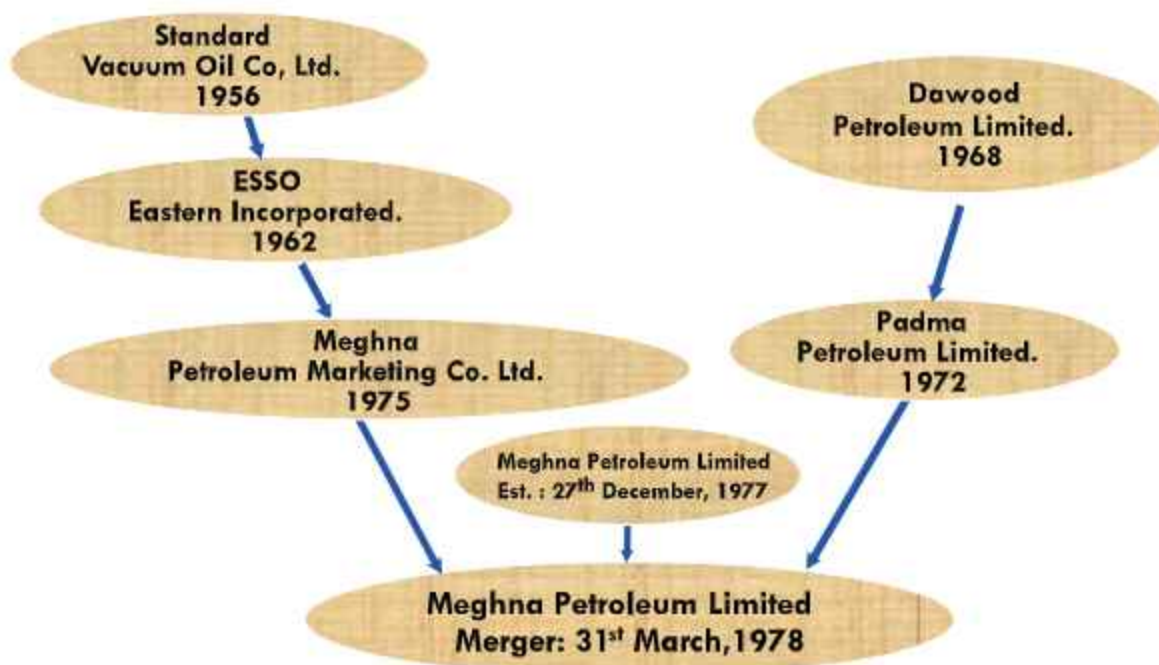 Standard
Vacuum Oil Co, Ltd.
1956
Dawood
Petroleum Limited.
1968
ESSO
Eastern Incorporated.
1962
Meghna
Petroleum Marketing Co. Ltd.
1975
Padma
Petroleum Limited.
1972
Meghna Petroleum Limited
Est. : 27th December, 1977
Meghna Petroleum Limited
Merger: 31st March,1978